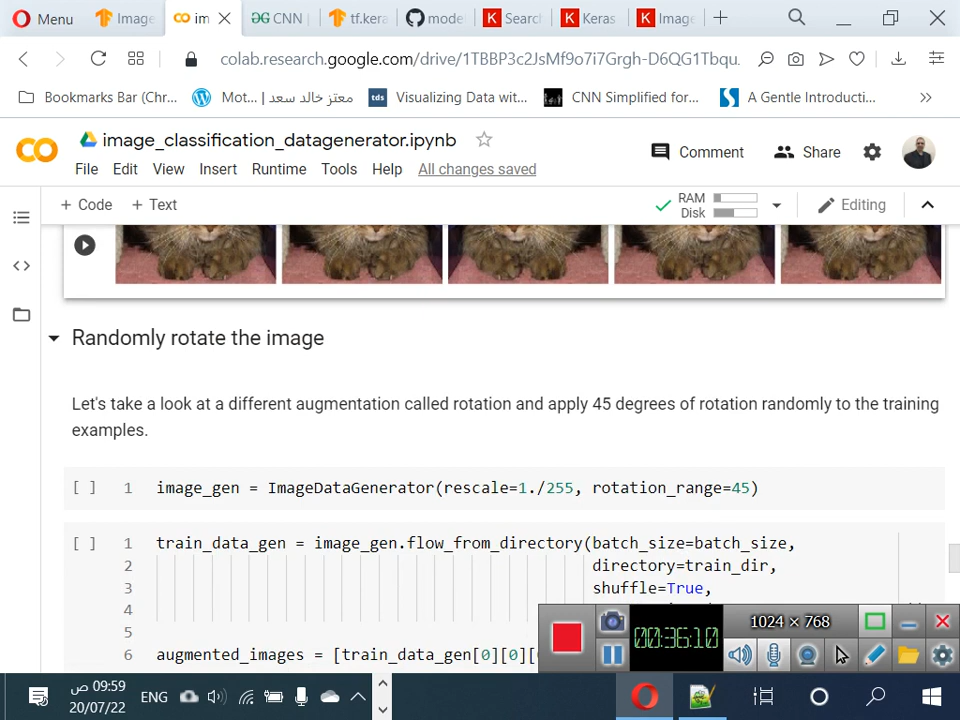 Menu
Image
im
CNN
tf.kera
mode
Searc
Keras
Imag
colab.research.google.com/drive/1TBBP3c2JsMf9o7i7Grgh-D6QG1Tbqu.
Bookmarks Bar (Chr...
Mot... | معتز خالد سعد
tds
Visualizing Data wit...
CNN Simplified for...
A Gentle Introducti...
image_classification_datagenerator.ipynb
Comment
Share
File Edit View Insert Runtime Tools Help All changes saved
+ Code + Text
RAM
Disk
Editing
Randomly rotate the image
Let's take a look at a different augmentation called rotation and apply 45 degrees of rotation randomly to the training
examples.
[ ] 1 image_gen = ImageDataGenerator(rescale=1./255, rotation_range=45)
[ ] 1 train_data_gen = image_gen.flow_from_directory(batch_size=batch_size,
2 directory=train_dir,
3 shuffle=True,
4
5
6 augmented_images = [train_data_gen[0][0][
1024 × 768
00:36:10
09:59 ص
ENG
20/07/22